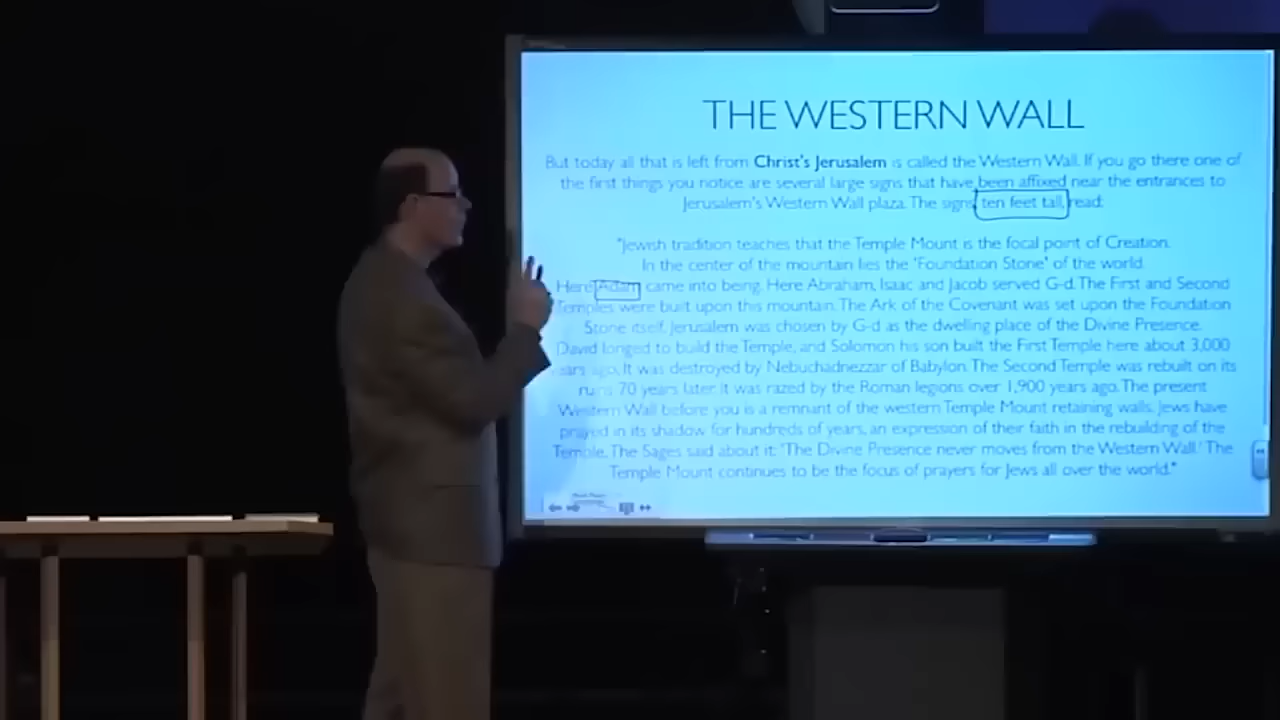 THE WESTERN WALL
But today all that is left from Christ's Jerusalem is called the Western Wall. If you go there one of
the first things you notice are several large signs that have been affixed near the entrances to
Jerusalem's Western Wall plaza. The signs ten feet tall, read:
"Jewish tradition teaches that the Temple Mount is the focal point of Creation.
In the center of the mountain lies the 'Foundation Stone' of the world.
Here Adam came into being. Here Abraham, Isaac and Jacob served G-d. The First and Second
Temples were built upon this mountain. The Ark of the Covenant was set upon the Foundation
Stone itself. Jerusalem was chosen by G-d as the dwelling place of the Divine Presence.
David longed to build the Temple, and Solomon his son built the First Temple here about 3,000
ears ago. It was destroyed by Nebuchadnezzar of Babylon. The Second Temple was rebuilt on its
ruins 70 years later. It was razed by the Roman legions over 1,900 years ago. The present
Western Wall before you is a remnant of the western Temple Mount retaining walls. Jews have
prayed in its shadow for hundreds of years, an expression of their faith in the rebuilding of the
Temple. The Sages said about it: 'The Divine Presence never moves from the Western Wall.' The
Temple Mount continues to be the focus of prayers for Jews all over the world."